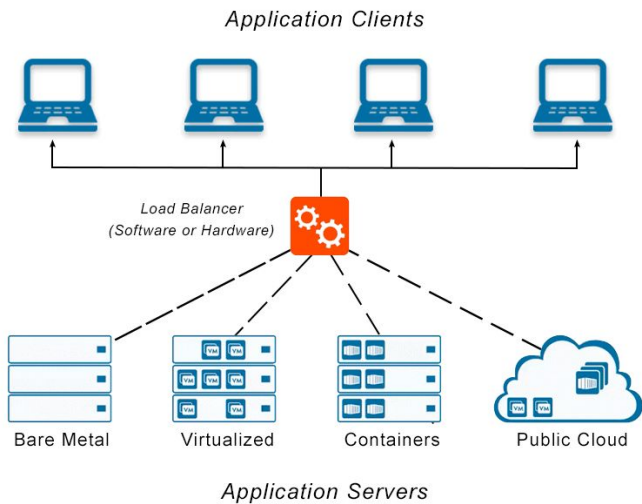 Application Clients
Load Balancer
(Software or Hardware)
VM VM
VM VM VM
VM VM
VM VM
Bare Metal Virtualized Containers Public Cloud
Application Servers